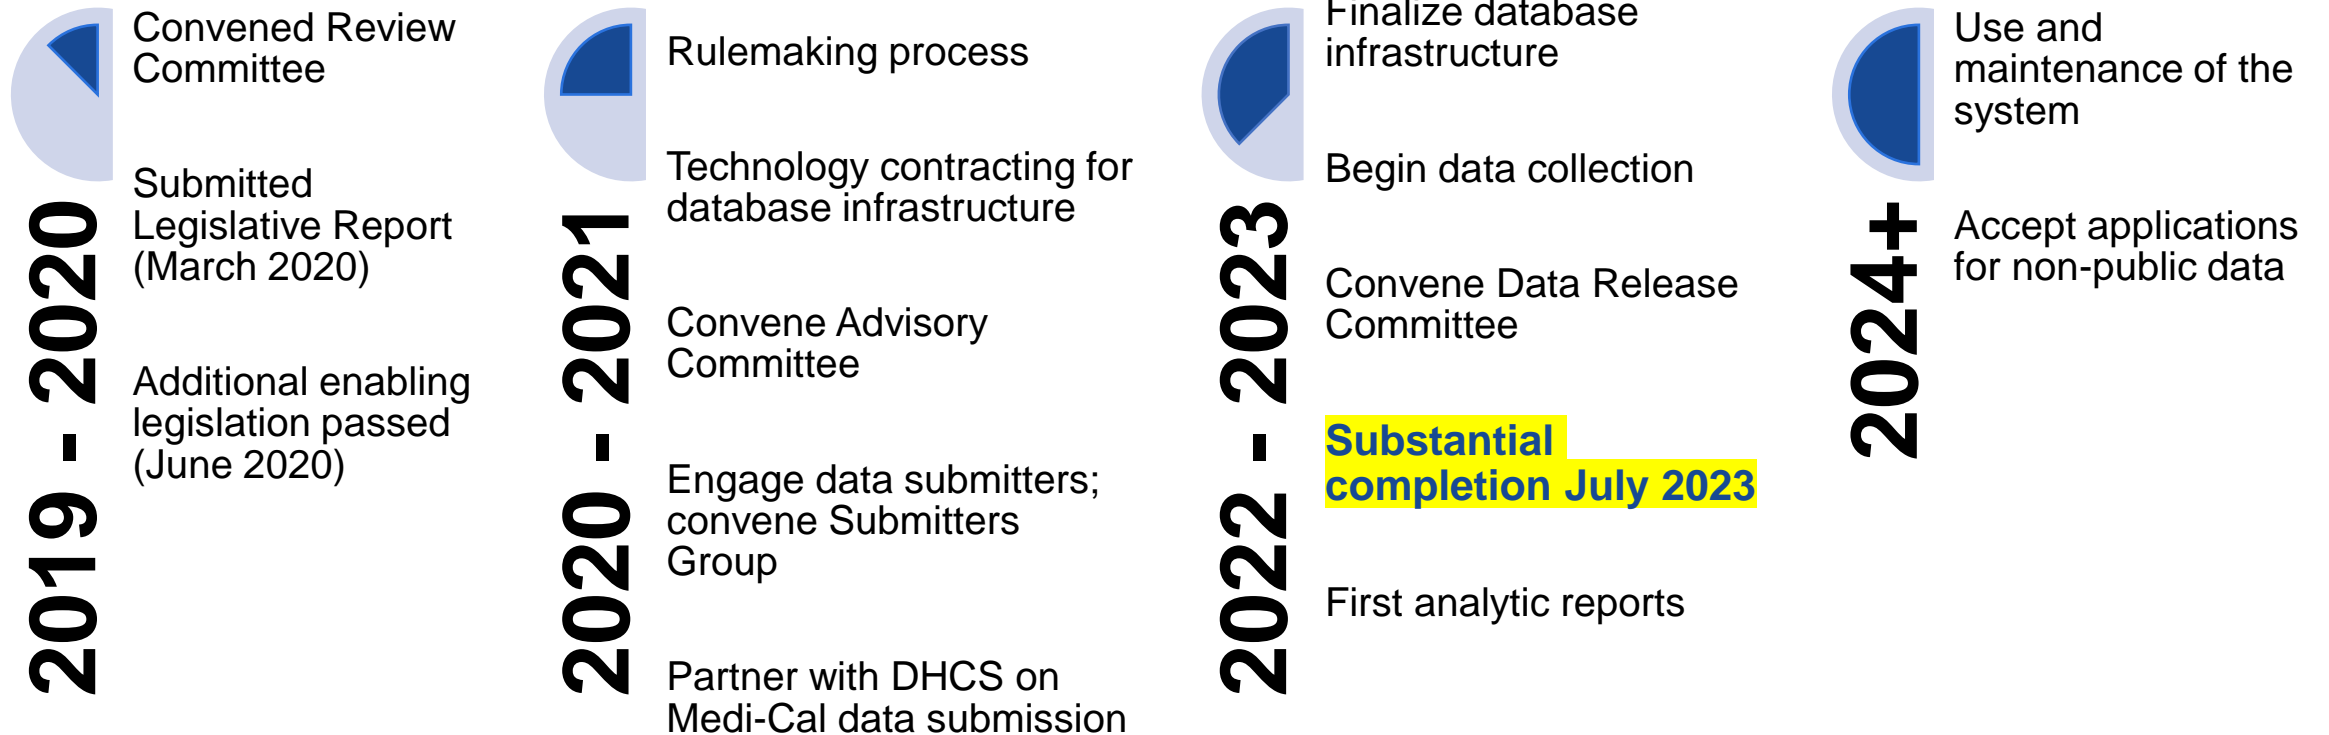 2019 - 2020
Convened Review
Committee
Submitted
Legislative Report
(March 2020)
Additional enabling
legislation passed
(June 2020)
2020 - 2021
Rulemaking process
Technology contracting for
database infrastructure
Convene Advisory
Committee
Engage data submitters;
convene Submitters
Group
Partner with DHCS on
Medi-Cal data submission
2022 - 2023
Finalize database
infrastructure
Begin data collection
Convene Data Release
Committee
Substantial
completion July 2023
First analytic reports
2024+
Use and
maintenance of the
system
Accept applications
for non-public data